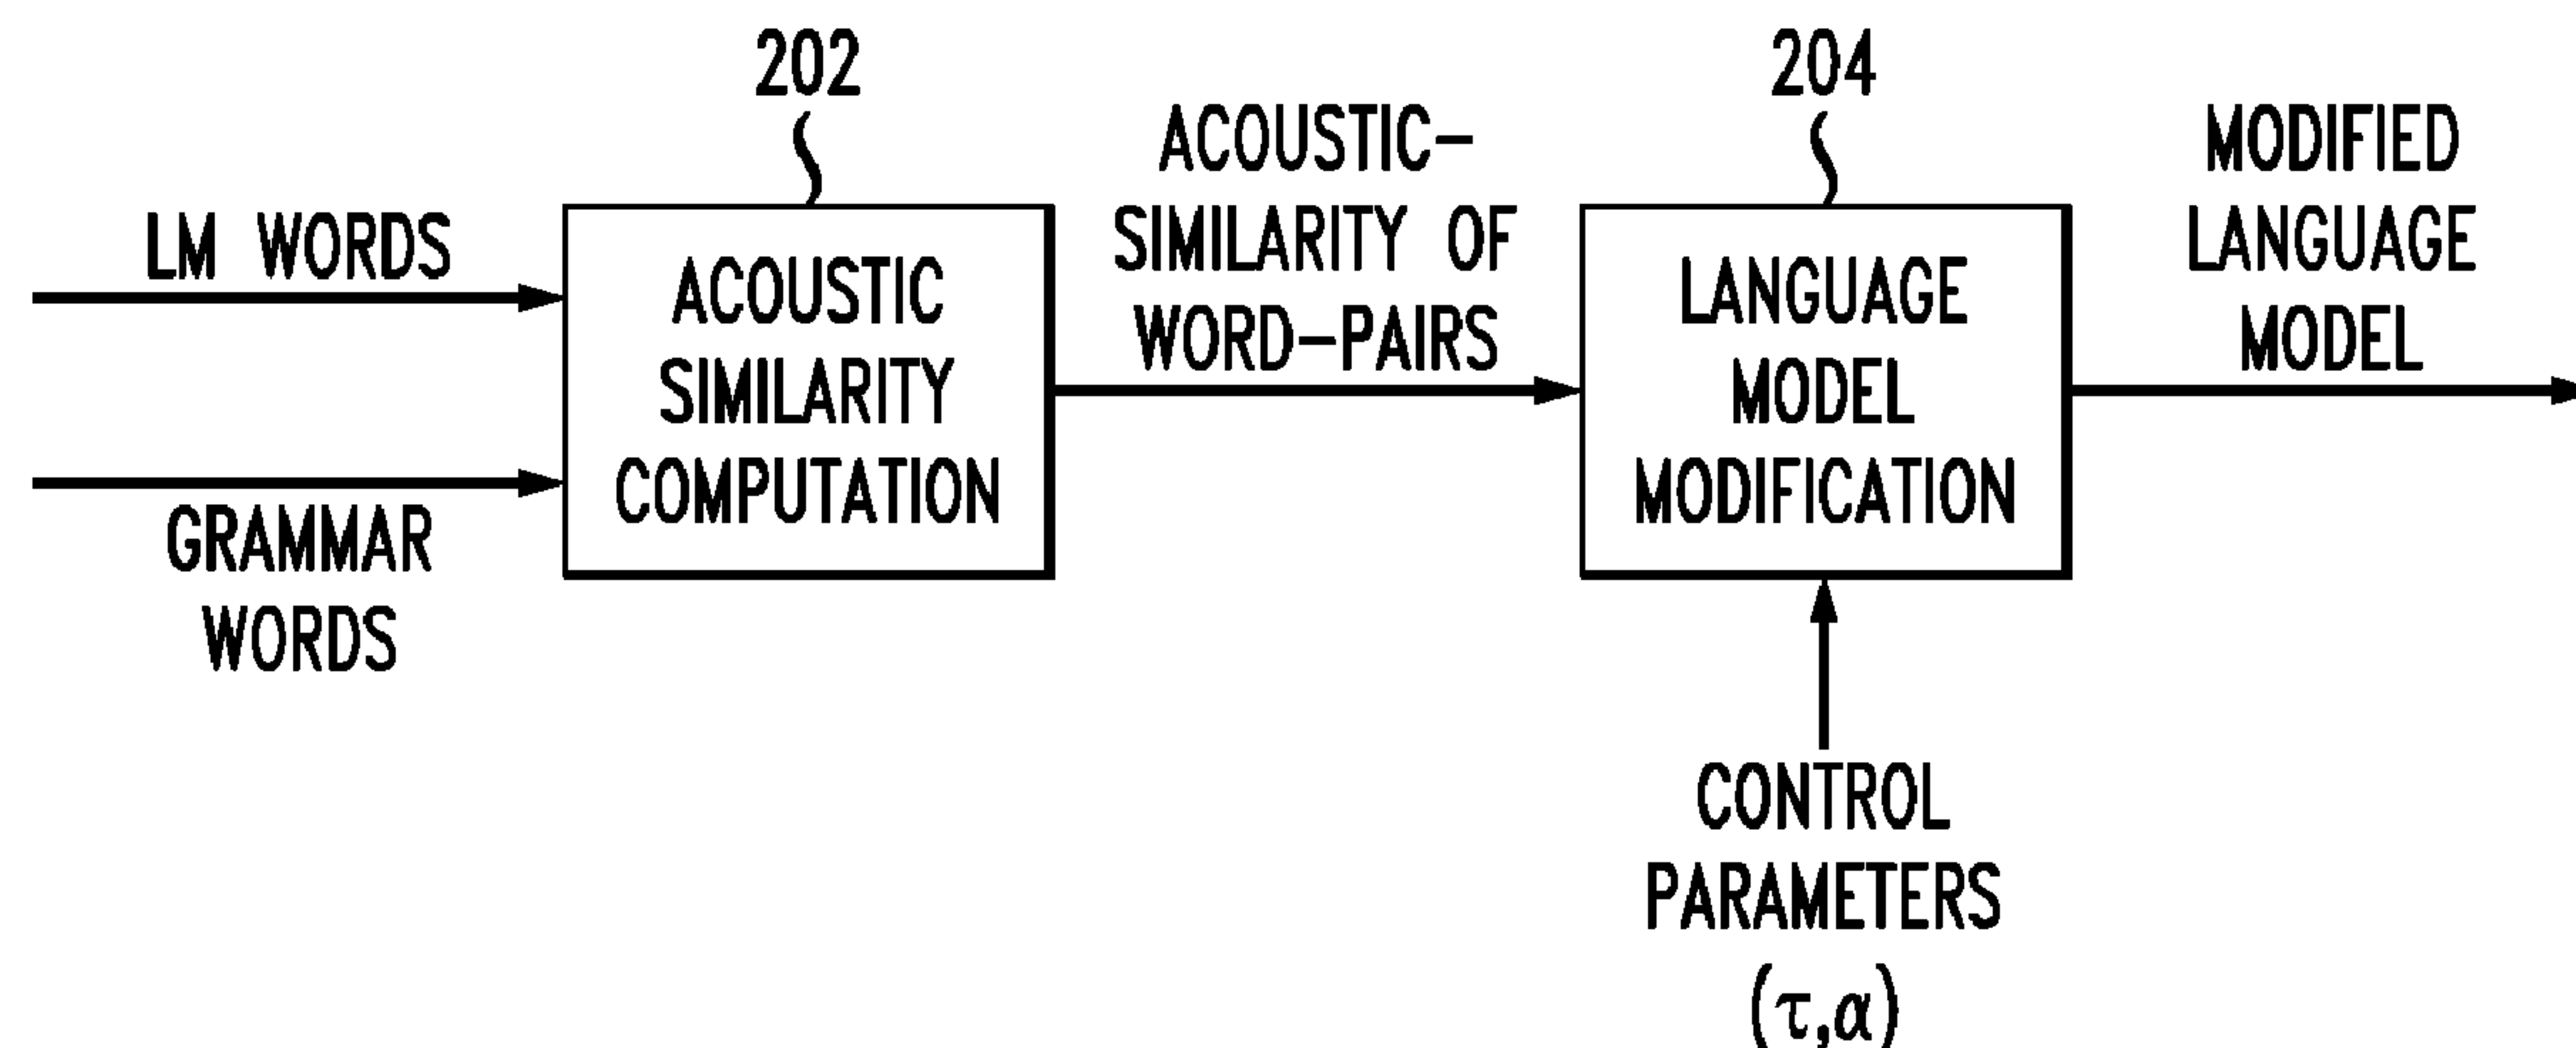 202
204
LM WORDS
GRAMMAR
WORDS
ACOUSTIC
SIMILARITY
COMPUTATION
ACOUSTIC-
SIMILARITY OF
WORD-PAIRS
LANGUAGE
MODEL
MODIFICATION
MODIFIED
LANGUAGE
MODEL
CONTROL
PARAMETERS
(τ,α)